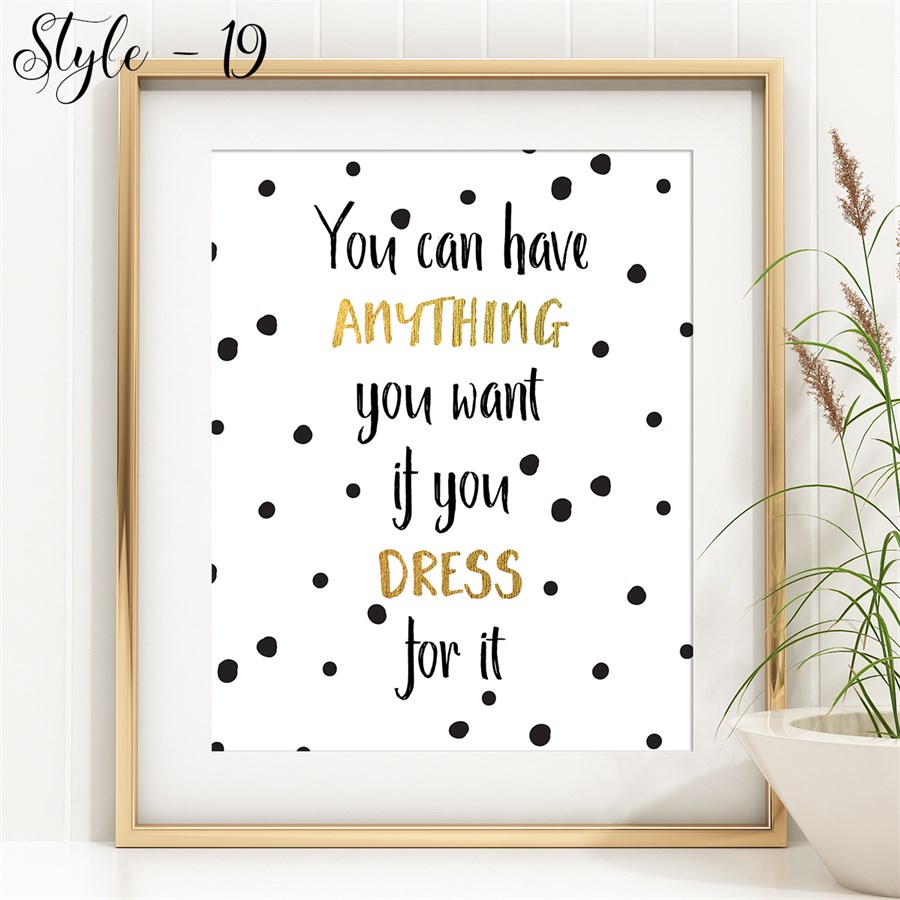 Style - 19
You can have
ANYTHING
you want
if you
DRESS
for it